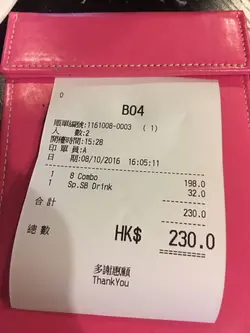 0
B04
賬單編號:1161008-0003 (1)
人 數:2
開檯時間:15:28
印單員:A
日 期:08/10/2016 16:05:11
1 B Combo 198.0
1 Sp.SB Drink 32.0
合計 230.0
總數 HK$ 230.0
多謝惠顧
ThankYou